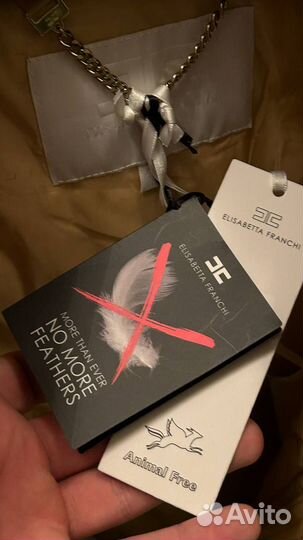 ELISABETTA FRANCHI
MORE THAN EVER
NO MORE
FEATHERS
ELISABETTA FRANCHI
Animal Free
Avito